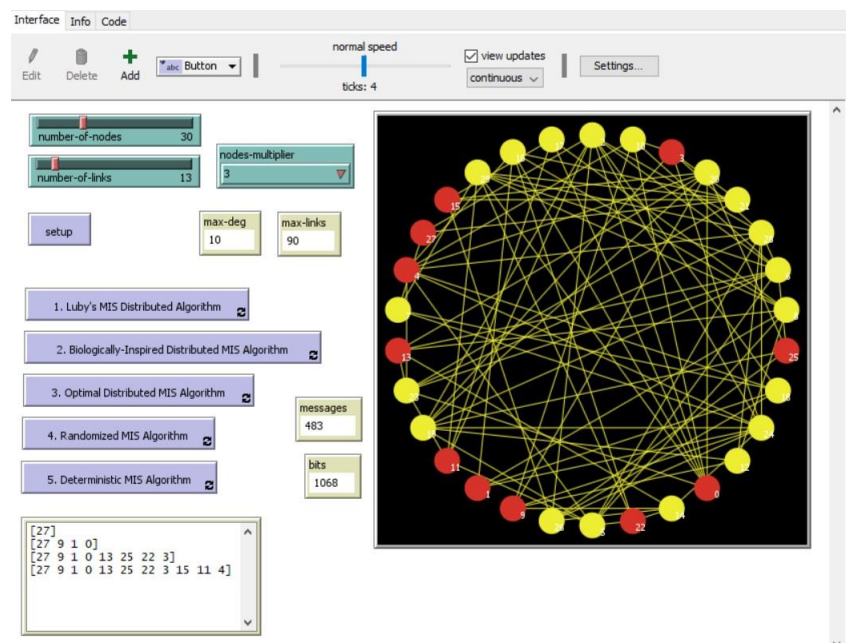 Interface Info Code
normal speed
view updates
Edit Delete Add abc Button
continuous
Settings...
ticks: 4
number-of-nodes 30
number-of-links 13
nodes-multiplier
3
setup
max-deg
10
max-links
90
1. Luby's MIS Distributed Algorithm
2. Biologically-Inspired Distributed MIS Algorithm
3. Optimal Distributed MIS Algorithm
4. Randomized MIS Algorithm
5. Deterministic MIS Algorithm
messages
483
bits
1068
[27]
[27 9 1 0]
[27 9 1 0 13 25 22 3]
[27 9 1 0 13 25 22 3 15 11 4]
3
15
27
4
13
25
24
11
1
0
9
22
14